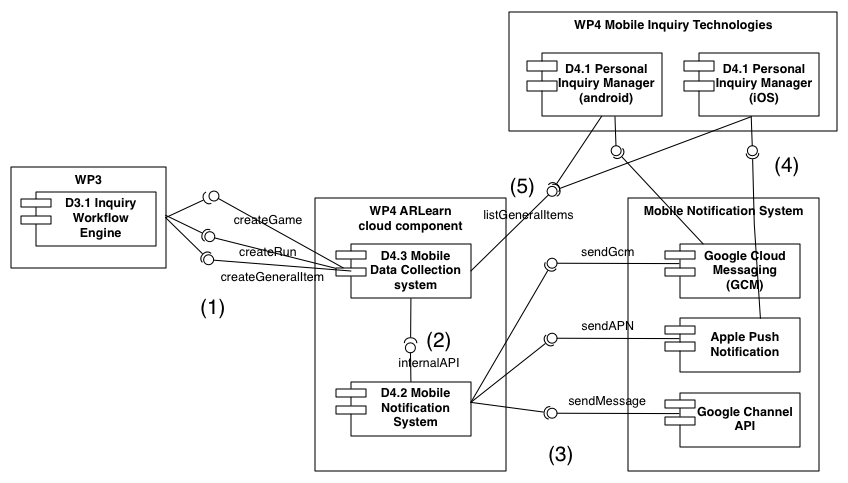 WP4 Mobile Inquiry Technologies
D4.1 Personal
Inquiry Manager
(android)
D4.1 Personal
Inquiry Manager
(iOS)
(4)
WP3
D3.1 Inquiry
Workflow
Engine
createGame
createRun
createGeneralItem
(1)
WP4 ARLearn
cloud component
D4.3 Mobile
Data Collection
system
(2)
internalAPI
D4.2 Mobile
Notification
System
(5)
listGeneralItems
sendGcm
sendAPN
sendMessage
(3)
Mobile Notification System
Google Cloud
Messaging
(GCM)
Apple Push
Notification
Google Channel
API